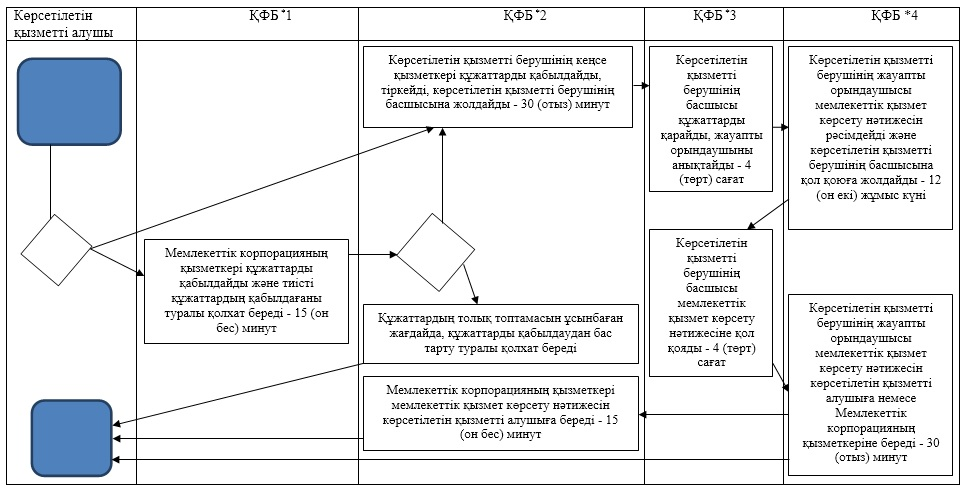 Көрсетілетін
қызметті алушы
ҚФБ *1
ҚФБ *2
ҚФБ *3
ҚФБ *4
Көрсетілетін қызметті берушінің кеңсе
қызметкері құжаттарды қабылдайды,
тіркейді, көрсетілетін қызметті берушінің
басшысына жолдайды - 30 (отыз) минут
Көрсетілетін
қызметті
берушінің
басшысы
құжаттарды
қарайды, жауапты
орындаушыны
анықтайды - 4
(төрт) сағат
Көрсетілетін қызметті
берушінің жауапты
орындаушысы
мемлекеттік қызмет
көрсету нәтижесін
рәсімдейді және
көрсетілетін қызметті
берушінің басшысына
қол қоюға жолдайды - 12
(он екі) жұмыс күні
Мемлекеттік корпорацияның
қызметкері құжаттарды
қабылдайды және тиісті
құжаттардың қабылдағаны
туралы қолхат береді - 15 (он
бес) минут
Құжаттардың толық топтамасын ұсынбаған
жағдайда, құжаттарды қабылдаудан бас
тарту туралы қолхат береді
Көрсетілетін
қызметті
берушінің
басшысы
мемлекеттік
қызмет көрсету
нәтижесіне қол
қояды - 4 (төрт)
сағат
Мемлекеттік корпорацияның қызметкері
мемлекеттік қызмет көрсету нәтижесін
көрсетілетін қызметті алушыға береді - 15
(он бес) минут
Көрсетілетін қызметті
берушінің жауапты
орындаушысы
мемлекеттік қызмет
көрсету нәтижесін
көрсетілетін қызметті
алушыға немесе
Мемлекеттік
корпорацияның
қызметкеріне береді - 30
(отыз) минут